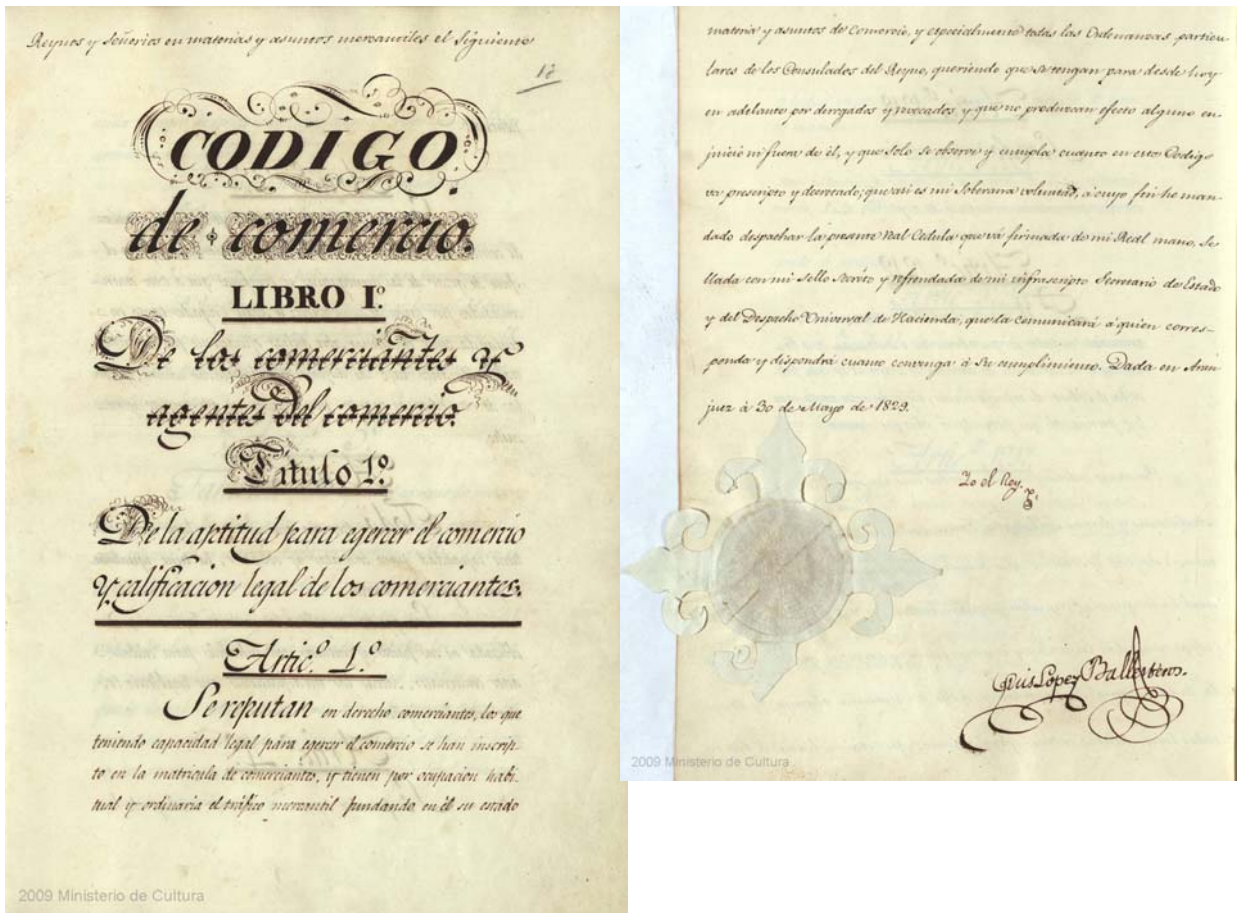 Reynos y Señorios en materias y asuntos mercantiles el siguiente
12
CODIGO
de comercio.
LIBRO I.º
De los comerciantes y
agentes del comercio.
Titulo 1.º
De la aptitud para egercer el comercio
y calificacion legal de los comerciantes.
Artic.º 1.º
Se reputan en derecho comerciantes, los que
teniendo capacidad legal para egercer el comercio se han inscrip-
to en la matricula de comerciantes, y tienen por ocupacion habi-
tual y ordinaria el tráfico mercantil fundando en él su estado
2009 Ministerio de Cultura
materia y asuntos de Comercio, y especialmente todas las Ordenanzas particu-
lares de los Consulados del Reyno, queriendo que se tengan para desde hoy
en adelante por derogados y revocados, y que no produzcan efecto alguno en
juicio ni fuera de él, y que solo se observe y cumpla cuanto en este Codigo
va prescripto y decretado; que asi es mi Soberana voluntad, a cuyo fin he man-
dado despachar la presente Real Cedula que vá firmada de mi Real mano, se-
llada con mi sello Secreto y refrendada de mi infrascripto Secretario de Estado
y del Despacho Universal de Hacienda, que la comunicará á quien corres-
ponda y dispondrá cuanto convenga á su cumplimiento. Dada en Aran
juez á 30 de Mayo de 1829.
Yo el Rey
Luis Lopez Ballesteros.
2009 Ministerio de Cultura